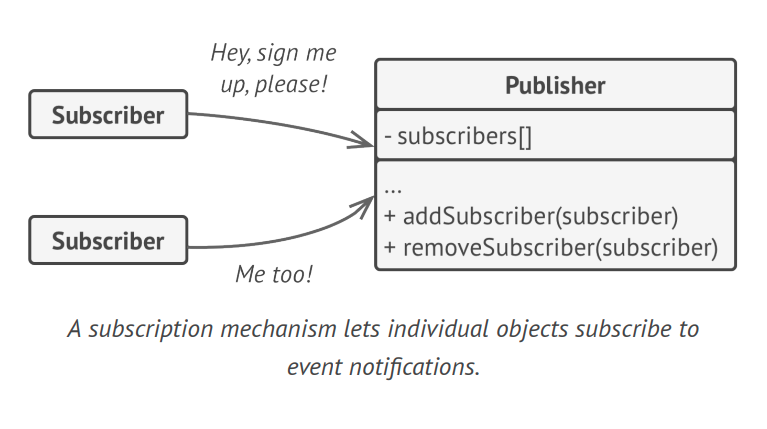 Hey, sign me
up, please!
Subscriber
Publisher
- subscribers[]
...
+ addSubscriber(subscriber)
+ removeSubscriber(subscriber)
Subscriber
Me too!
A subscription mechanism lets individual objects subscribe to
event notifications.